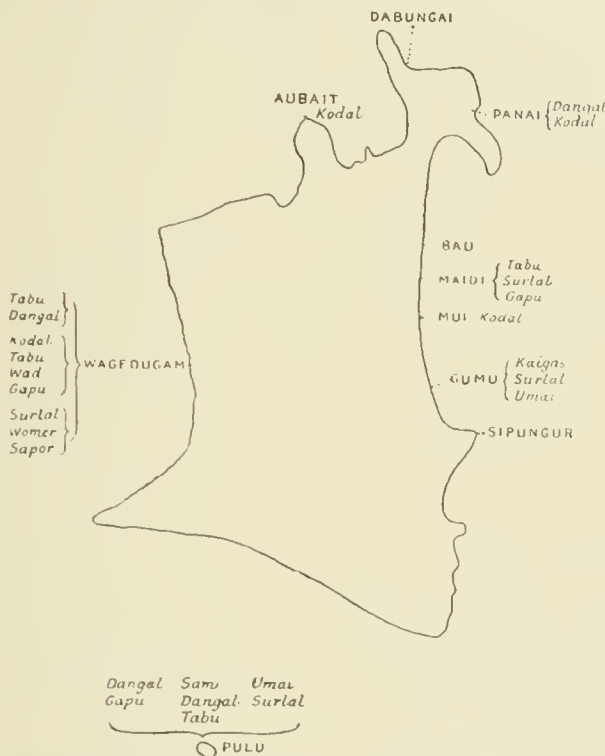 DABUNGAI
AUBAIT
Kodal
PANAI
Dangal
Kodal
BAU
MAIDI
Tabu
Surlal
Gapu
MUI Kodal
Tabu
Dangal
Kodal
Tabu
Wad
Gapu
Surlal
Womer
Sapor
WAGEDUGAM
GUMU
Kaigas
Surlal
Umai
SIPUNGUR
Dangal Sam Umai
Gapu Dangal Surlal
Tabu
PULU